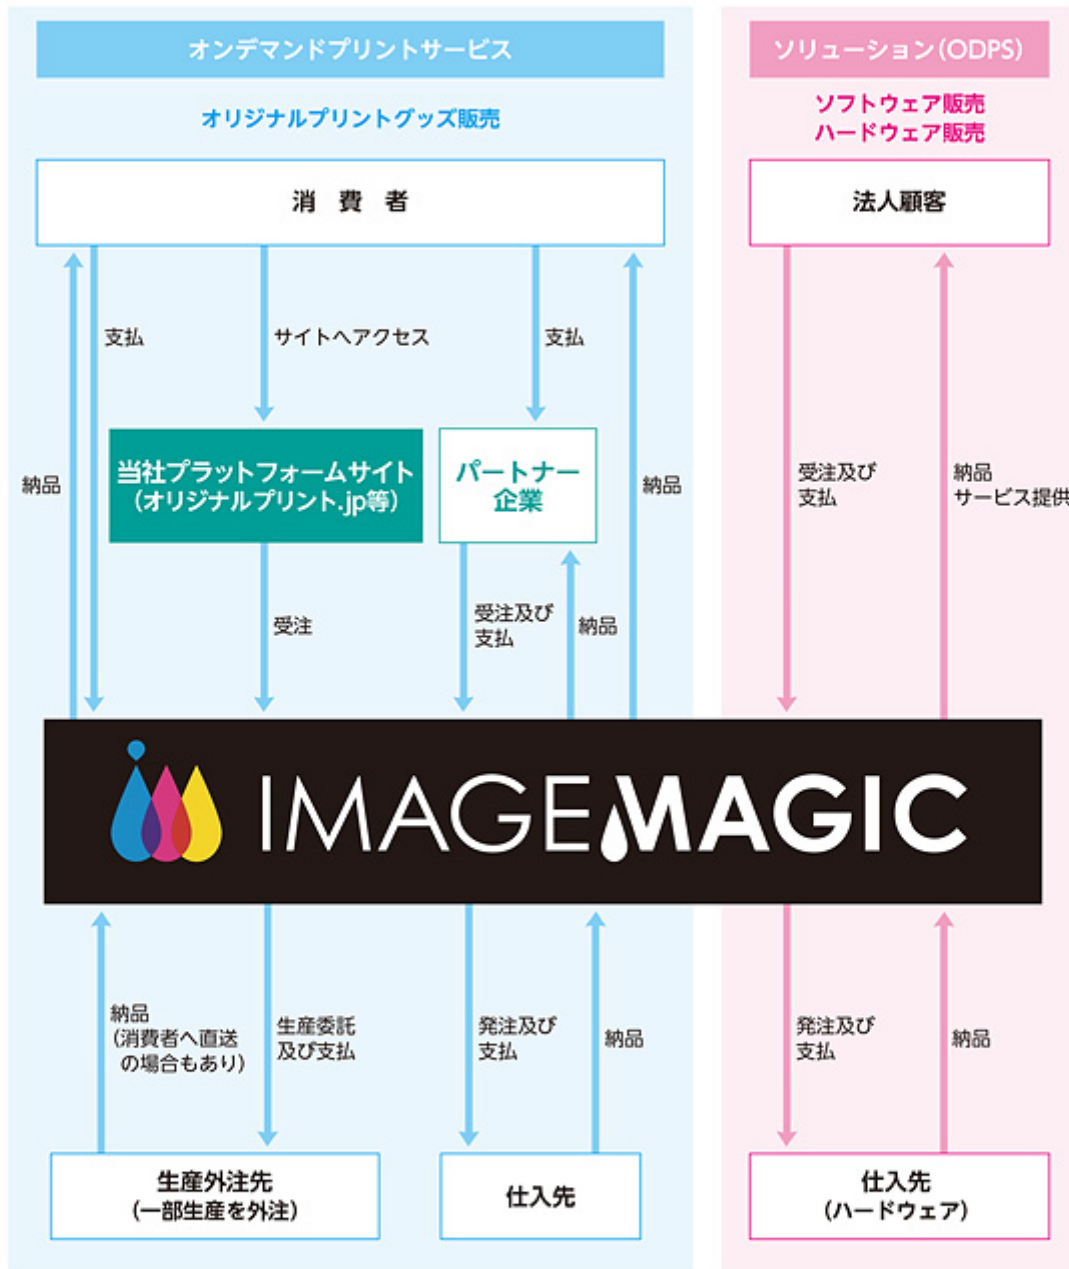 オンデマンドプリントサービス
オリジナルプリントグッズ販売
消 費 者
支払
サイトへアクセス
支払
納品
当社プラットフォームサイト
(オリジナルプリント.jp等)
パートナー
企業
納品
受注
受注及び
支払
納品
ソリューション(ODPS)
ソフトウェア販売
ハードウェア販売
法人顧客
受注及び
支払
納品
サービス提供
IMAGE MAGIC
納品
(消費者へ直送
の場合もあり)
生産委託
及び支払
発注及び
支払
納品
発注及び
支払
納品
生産外注先
(一部生産を外注)
仕入先
仕入先
(ハードウェア)